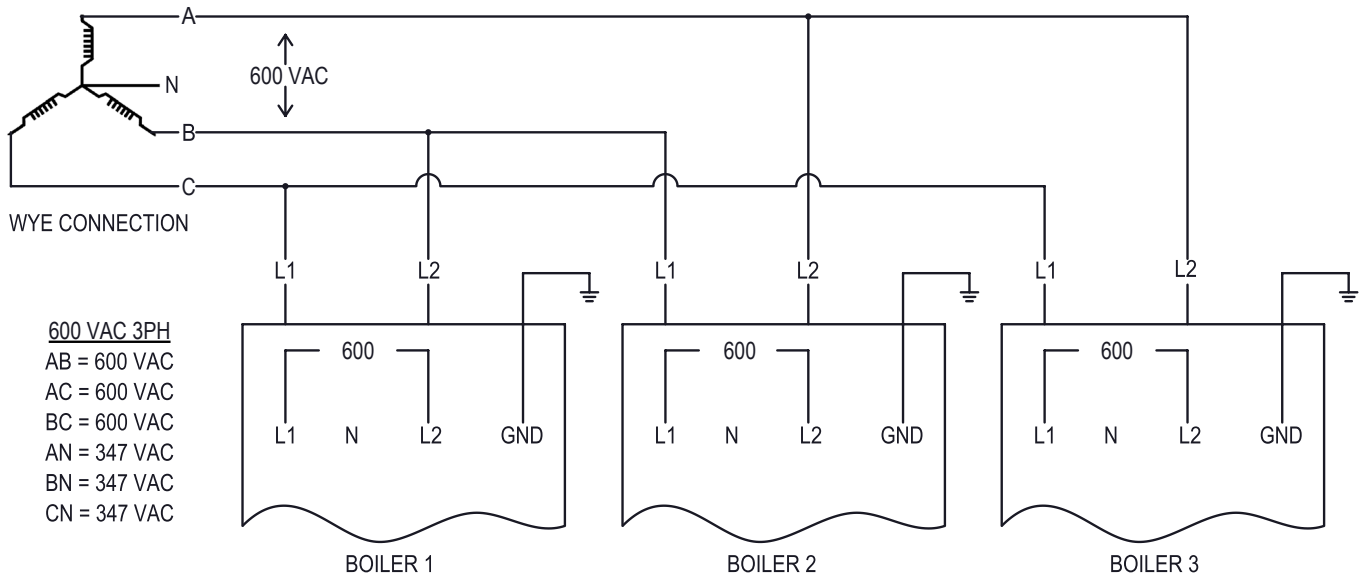 A
600 VAC
N
B
C
WYE CONNECTION
L1 L2 L1 L2 L1 L2
600 VAC 3PH
AB = 600 VAC
AC = 600 VAC
BC = 600 VAC
AN = 347 VAC
BN = 347 VAC
CN = 347 VAC
600
L1 N L2 GND
BOILER 1
600
L1 N L2 GND
BOILER 2
600
L1 N L2 GND
BOILER 3